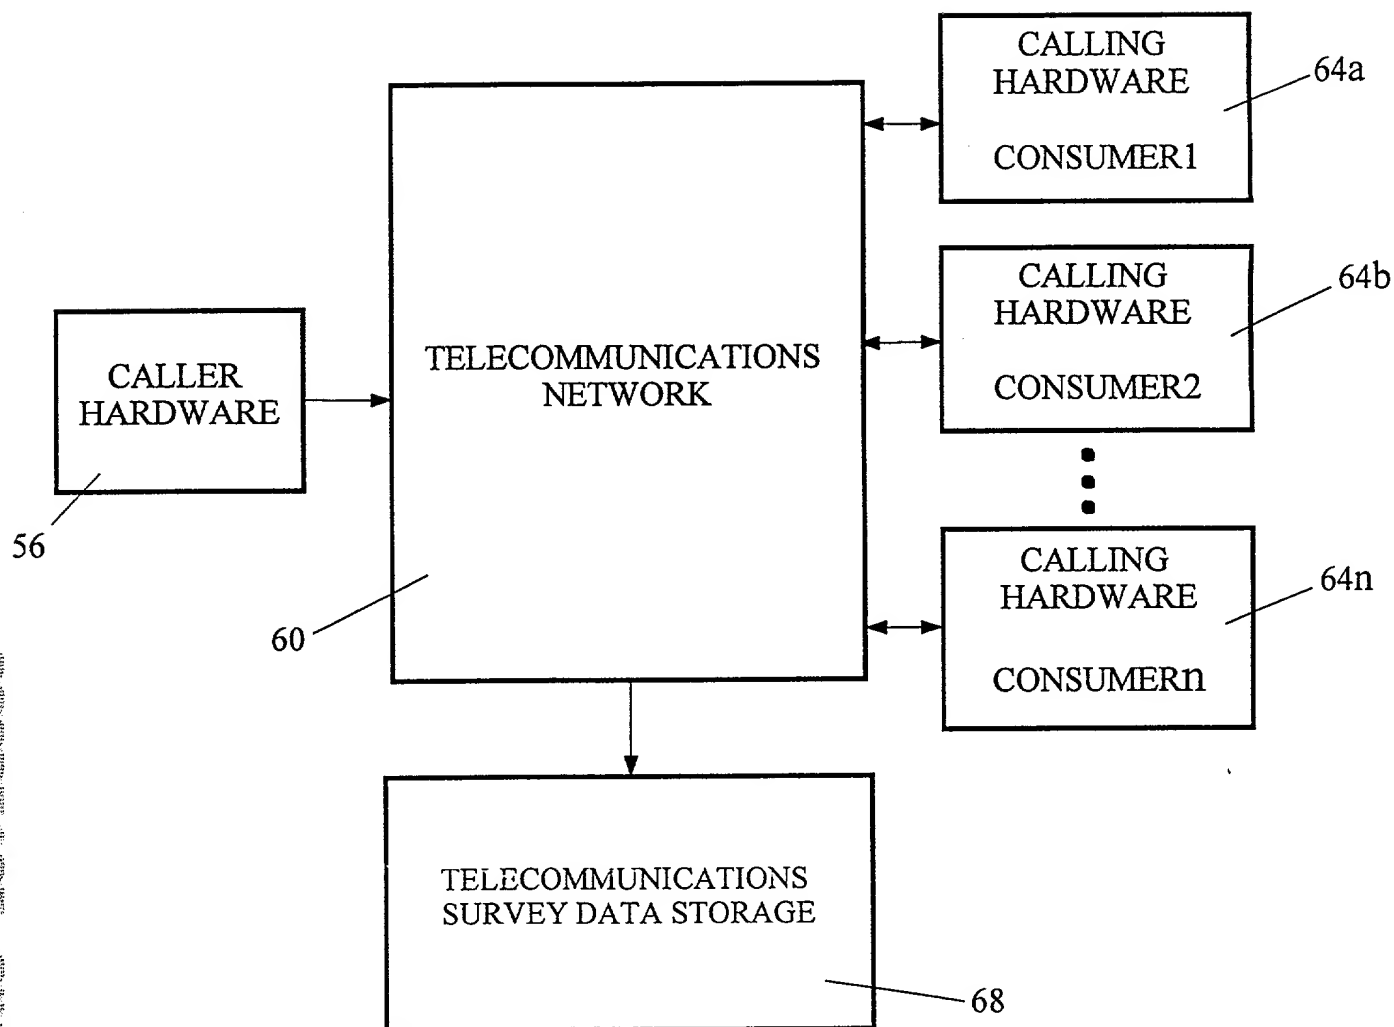 CALLING
HARDWARE
CONSUMER1
64a
CALLING
HARDWARE
CONSUMER2
64b
CALLER
HARDWARE
56
TELECOMMUNICATIONS
NETWORK
60
CALLING
HARDWARE
CONSUMERn
64n
TELECOMMUNICATIONS
SURVEY DATA STORAGE
68